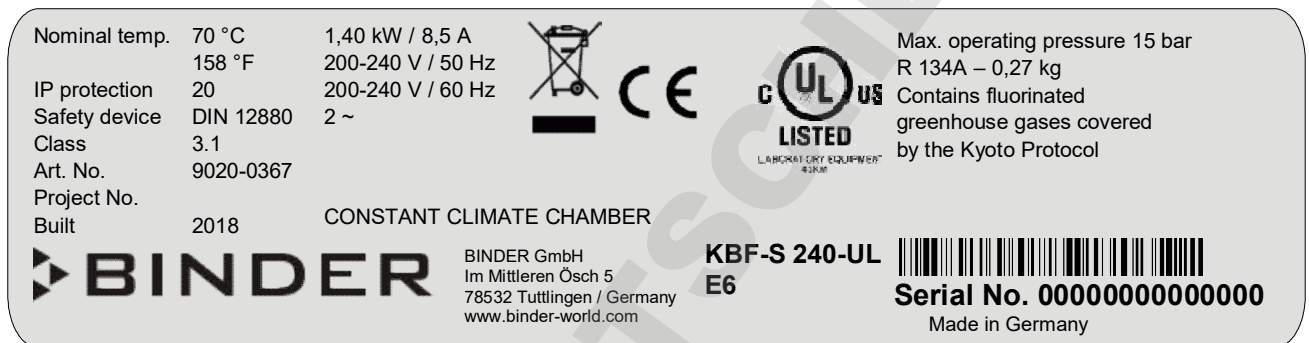 Nominal temp. 70 °C 1,40 kW / 8,5 A
158 °F 200-240 V / 50 Hz
IP protection 20 200-240 V / 60 Hz
Safety device DIN 12880 2 ~
Class 3.1
Art. No. 9020-0367
Project No.
Built 2018
CONSTANT CLIMATE CHAMBER
CE
C UL US
LISTED
LABORATORY EQUIPMENT
43KM
Max. operating pressure 15 bar
R 134A – 0,27 kg
Contains fluorinated
greenhouse gases covered
by the Kyoto Protocol
BINDER
BINDER GmbH
Im Mittleren Ösch 5
78532 Tuttlingen / Germany
www.binder-world.com
KBF-S 240-UL
E6
Serial No. 00000000000000
Made in Germany